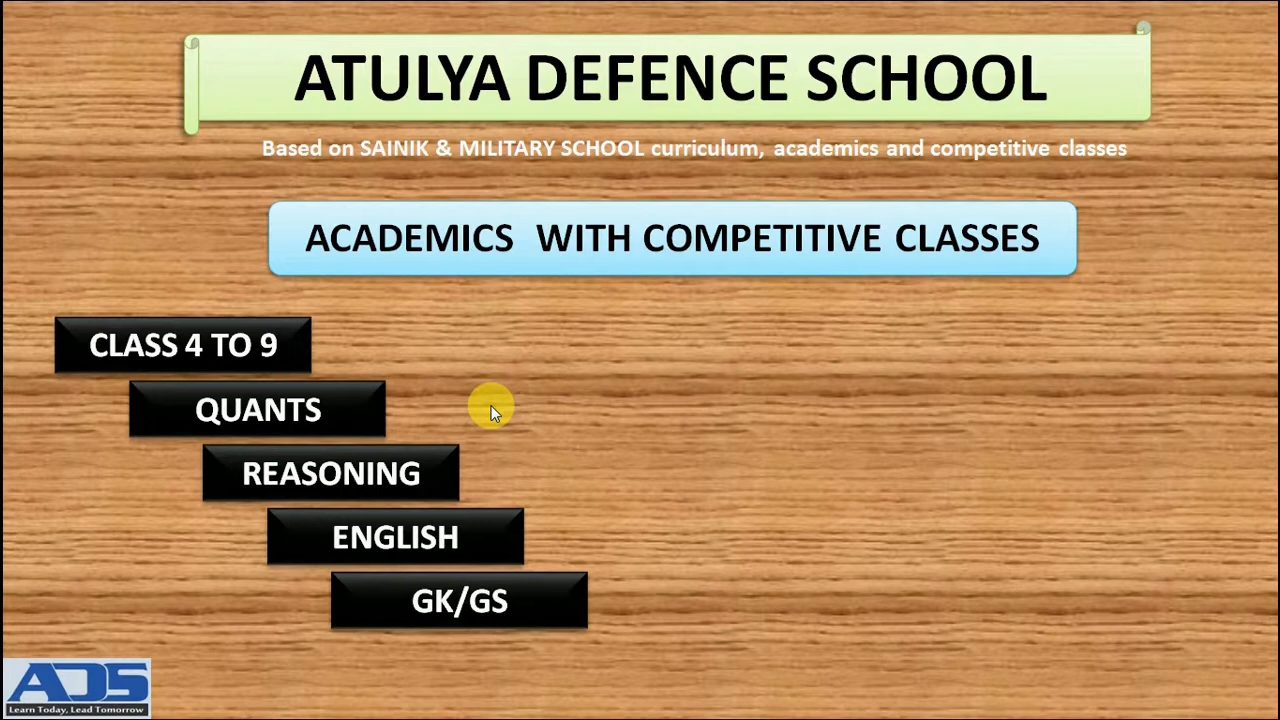 ATULYA DEFENCE SCHOOL
Based on SAINIK & MILITARY SCHOOL curriculum, academics and competitive classes
ACADEMICS WITH COMPETITIVE CLASSES
CLASS 4 TO 9
QUANTS
REASONING
ENGLISH
GK/GS
ADS
Learn Today, Lead Tomorrow